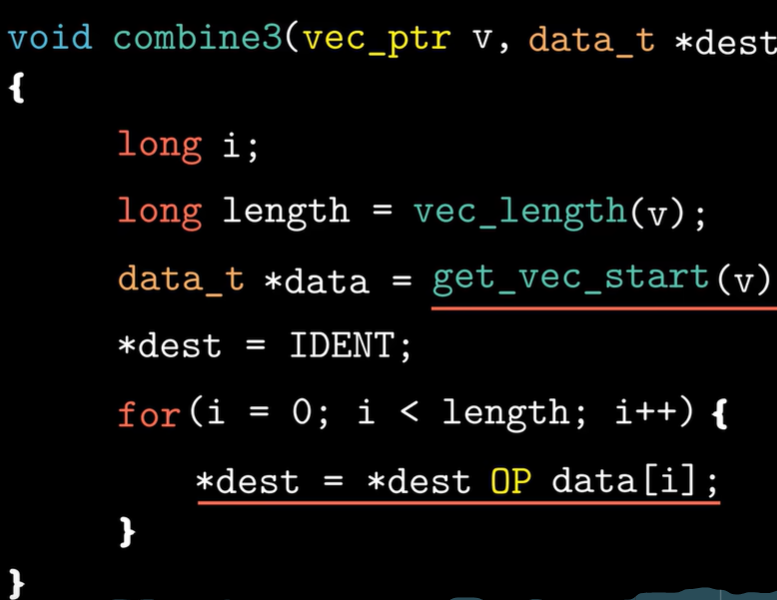 void combine3(vec_ptr v, data_t *dest
{
long i;
long length = vec_length(v);
data_t *data = get_vec_start(v)
*dest = IDENT;
for(i = 0; i < length; i++) {
*dest = *dest OP data[i];
}
}